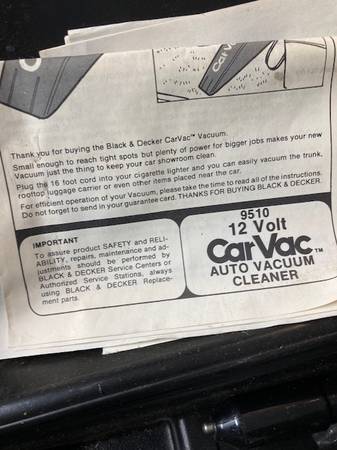 CarVac
Thank you for buying the Black & Decker CarVac™ Vacuum.
Small enough to reach tight spots but plenty of power for bigger jobs makes your new
Vacuum just the thing to keep your car showroom clean.
Plug the 16 foot cord into your cigarette lighter and you can easily vacuum the trunk,
rooftop luggage carrier or even other items placed near the car.
For efficient operation of your Vacuum, please take the time to read all of the instructions.
Do not forget to send in your guarantee card. THANKS FOR BUYING BLACK & DECKER.
IMPORTANT
To assure product SAFETY and RELI-
ABILITY, repairs, maintenance and ad-
justments should be performed by
BLACK & DECKER Service Centers or
Authorized Service Stations, always
using BLACK & DECKER Replace-
ment parts.
9510
12 Volt
CarVac™
AUTO VACUUM
CLEANER